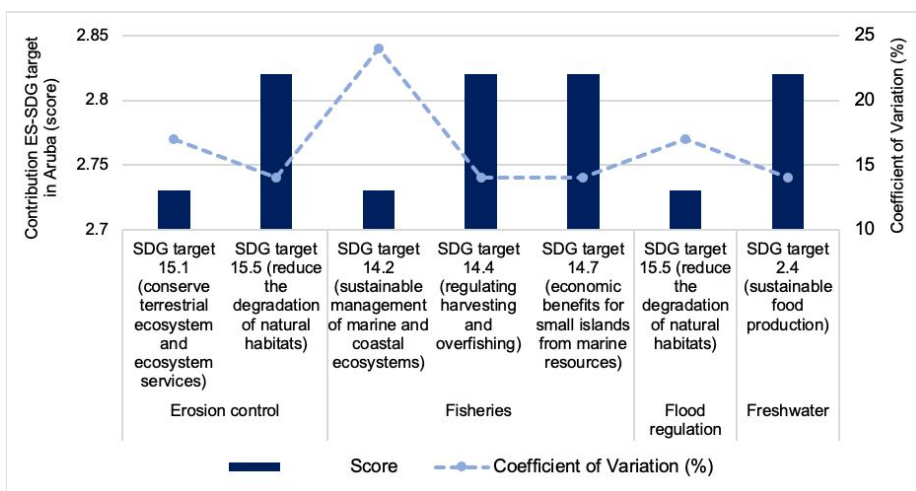 Contribution ES-SDG target
in Aruba (score)
2.85
2.8
2.75
2.7
25
20
15
10
Coefficient of Variation (%)
SDG target
15.1
(conserve
terrestrial
ecosystem
and
ecosystem
services)
SDG target
15.5 (reduce
the
degradation
of natural
habitats)
SDG target
14.2
(sustainable
management
of marine and
coastal
ecosystems)
SDG target
14.4
(regulating
harvesting
and
overfishing)
SDG target
14.7
(economic
benefits for
small islands
from marine
resources)
SDG target
15.5 (reduce
the
degradation
of natural
habitats)
SDG target
2.4
(sustainable
food
production)
Erosion control
Fisheries
Flood
regulation
Freshwater
Score
Coefficient of Variation (%)